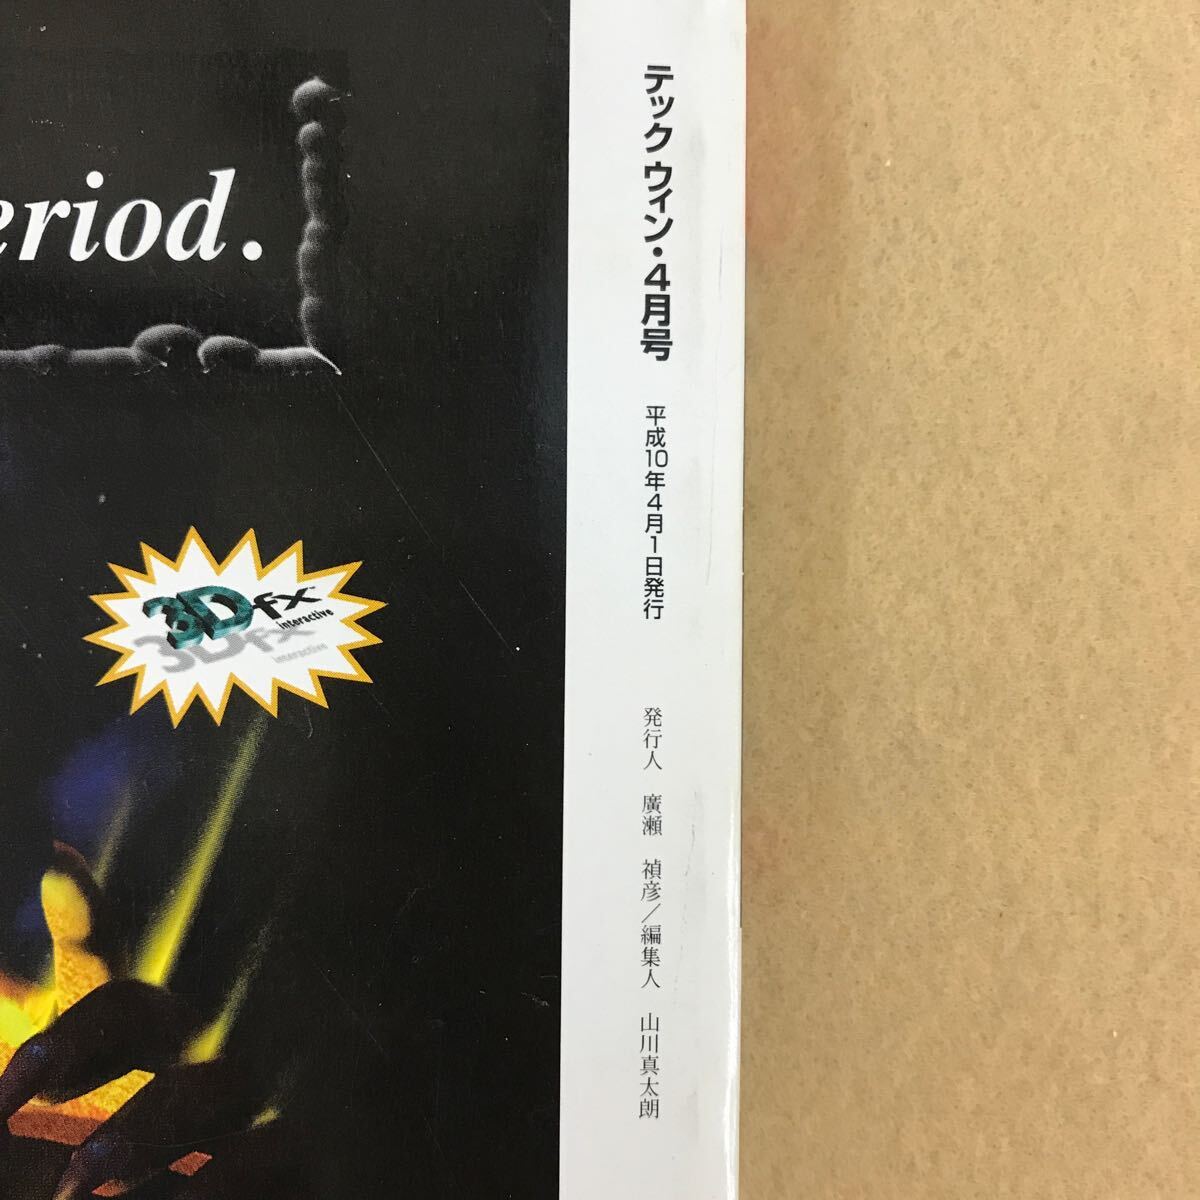 eriod.
3Dfx
interactive
テックウィン・4月号
平成10年4月1日発行
発行人 廣瀬 禎彦／編集人 山川真太朗